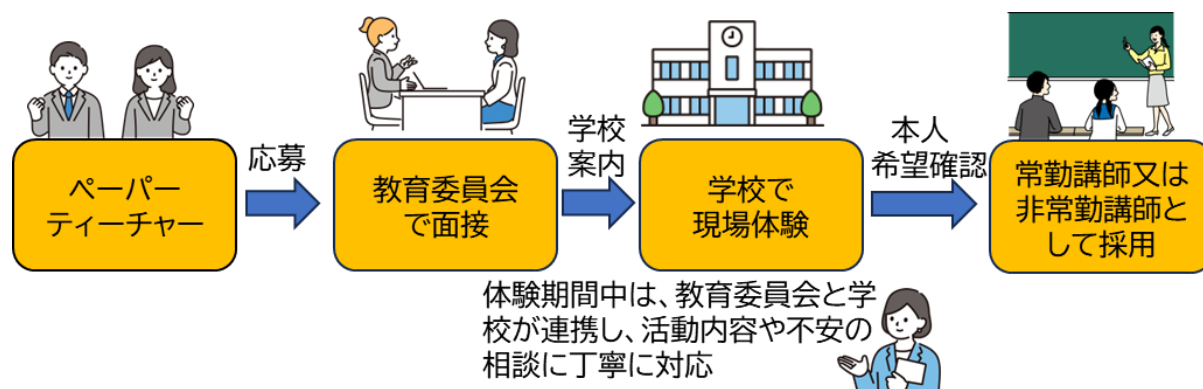 ペーパー
ティーチャー
応募
教育委員会
で面接
学校
案内
学校で
現場体験
本人
希望確認
常勤講師又は
非常勤講師と
して採用
体験期間中は、教育委員会と学
校が連携し、活動内容や不安の
相談に丁寧に対応